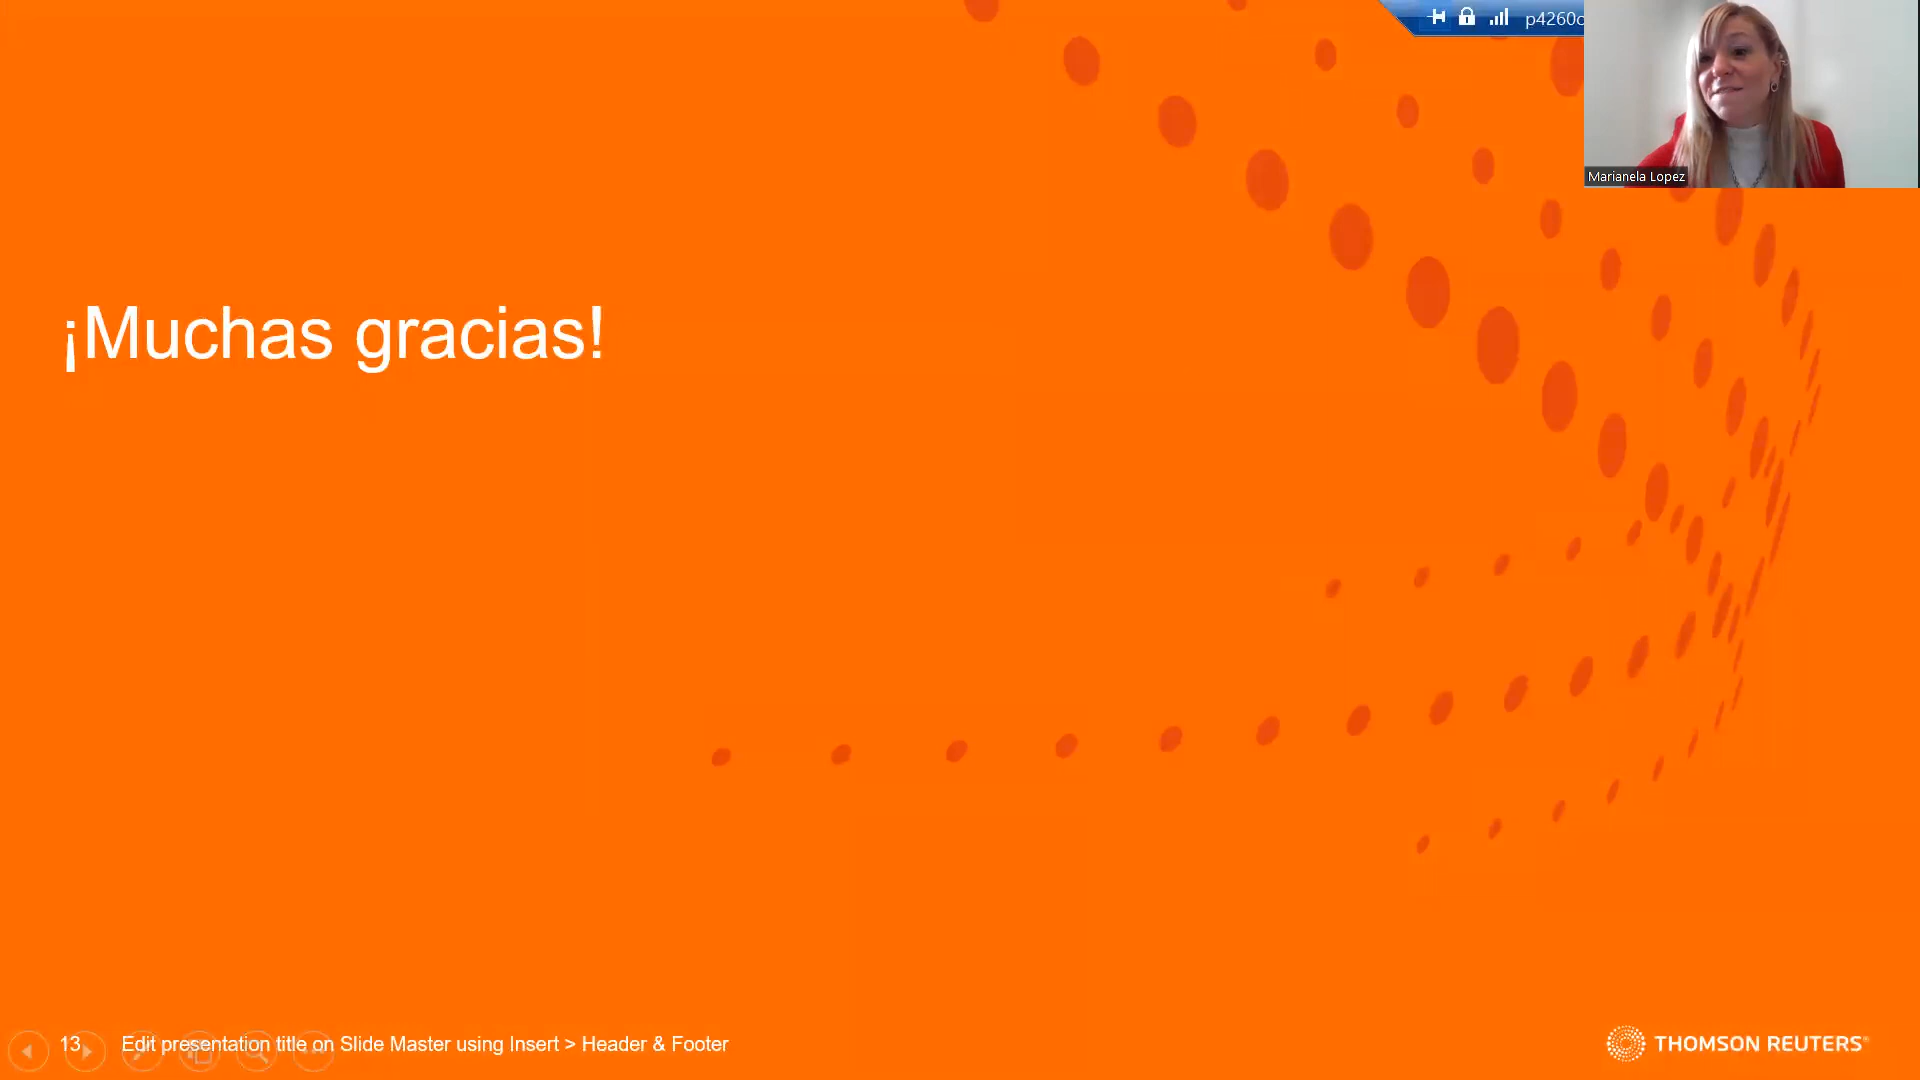 p4260c
Marianela Lopez
¡Muchas gracias!
13
Edit presentation title on Slide Master using Insert > Header & Footer
THOMSON REUTERS®